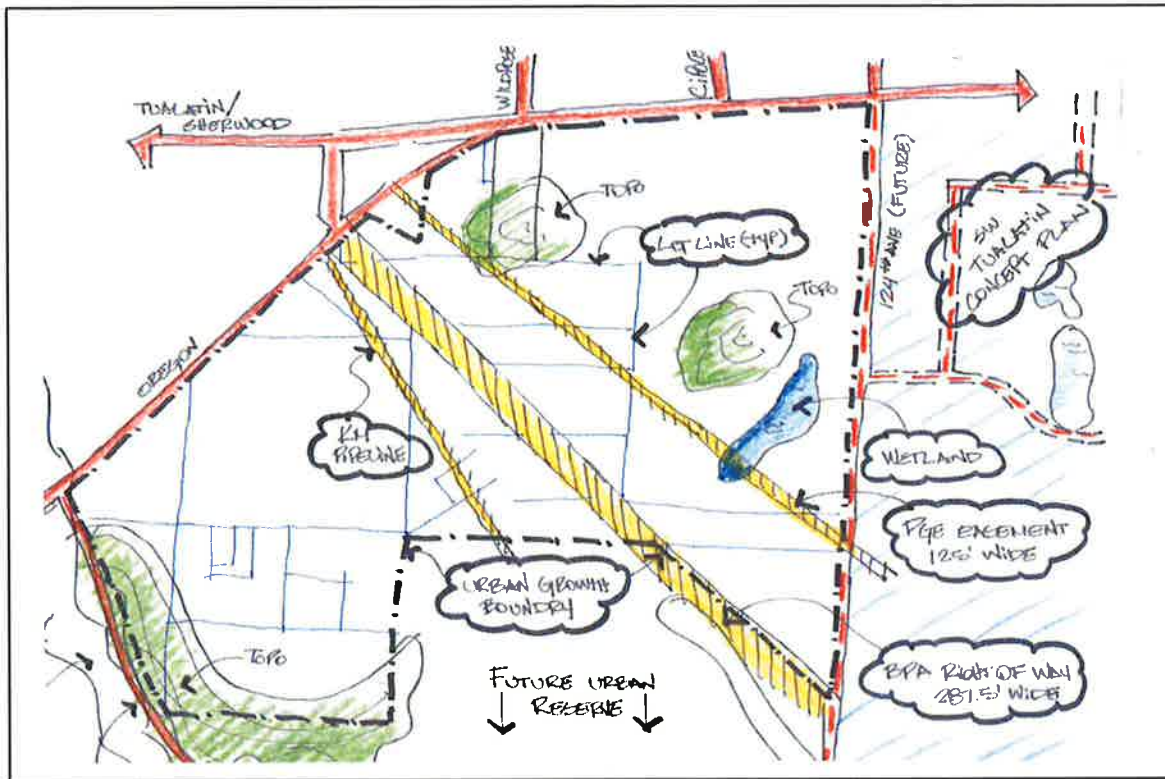 WILDROSE
CIPOLE
TUALATIN/
SHERWOOD
TOPO
124TH AVE (FUTURE)
LOT LINE (TYP)
SW
TUALATIN
CONCEPT PLAN
TOPO
OREGON
KM
PIPELINE
WETLAND
PGE EASEMENT
125' WIDE
URBAN GROWTH
BOUNDRY
TOPO
FUTURE URBAN
RESERVE
BPA RIGHT OF WAY
287.5' WIDE